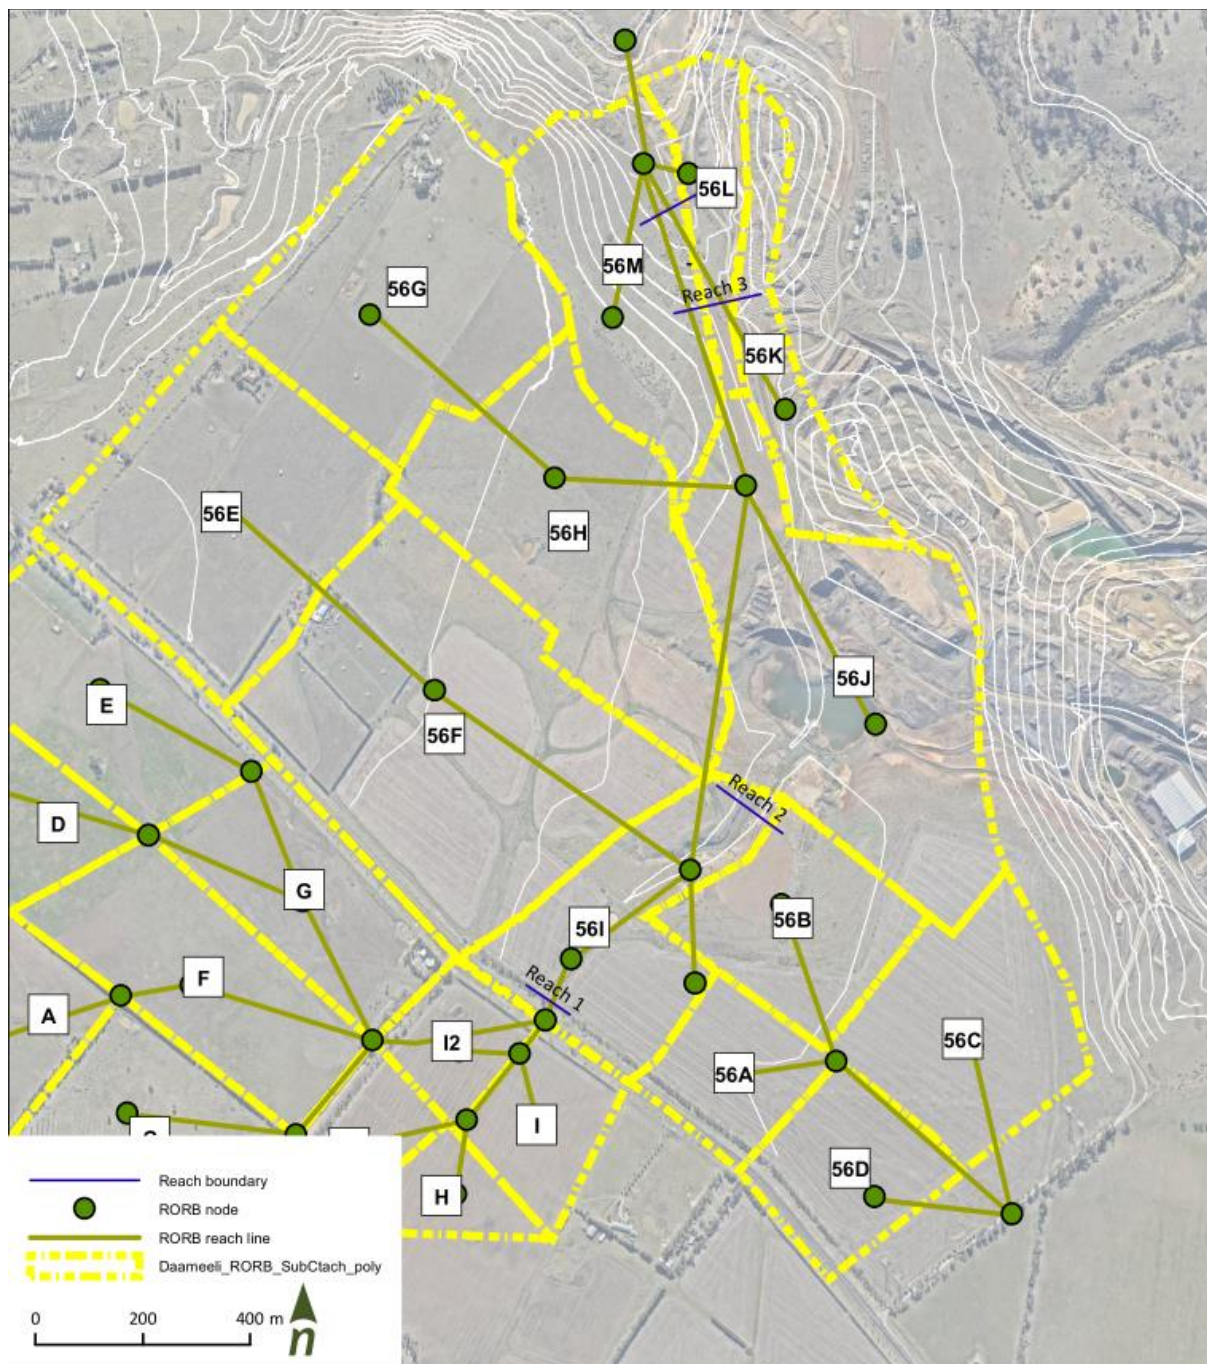 56L
56M
56G
Reach 3
56K
56E
56H
56J
E
56F
Reach 2
D
G
56B
56I
F
Reach 1
A
I2
56C
56A
I
56D
H
Reach boundary
RORB node
RORB reach line
Daameeli_RORB_SubCtach_poly
0 200 400 m
n